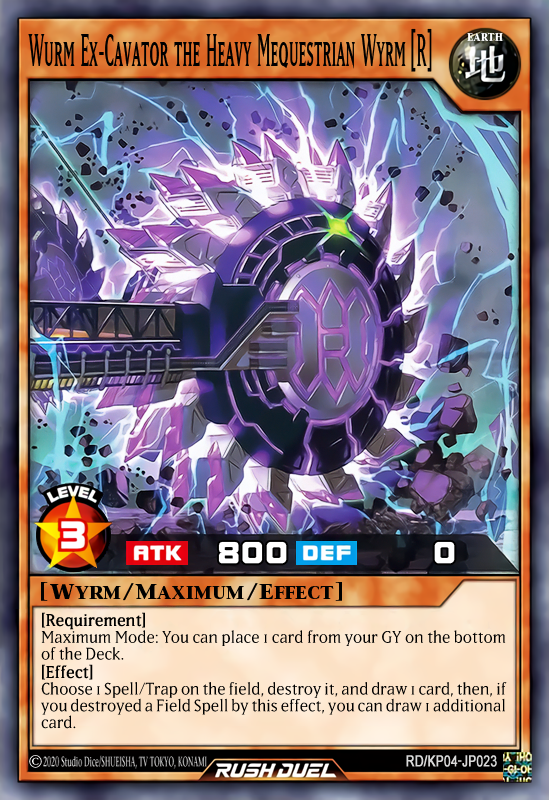 Wurm Ex-Cavator the Heavy Mequestrian Wyrm [R]
EARTH
地
LEVEL
3
ATK 800 DEF 0
[Wyrm/Maximum/Effect]
[Requirement]
Maximum Mode: You can place 1 card from your GY on the bottom
of the Deck.
[Effect]
Choose 1 Spell/Trap on the field, destroy it, and draw 1 card, then, if
you destroyed a Field Spell by this effect, you can draw 1 additional
card.
©2020 Studio Dice/SHUEISHA, TV TOKYO, KONAMI
RUSH DUEL
RD/KP04-JP023